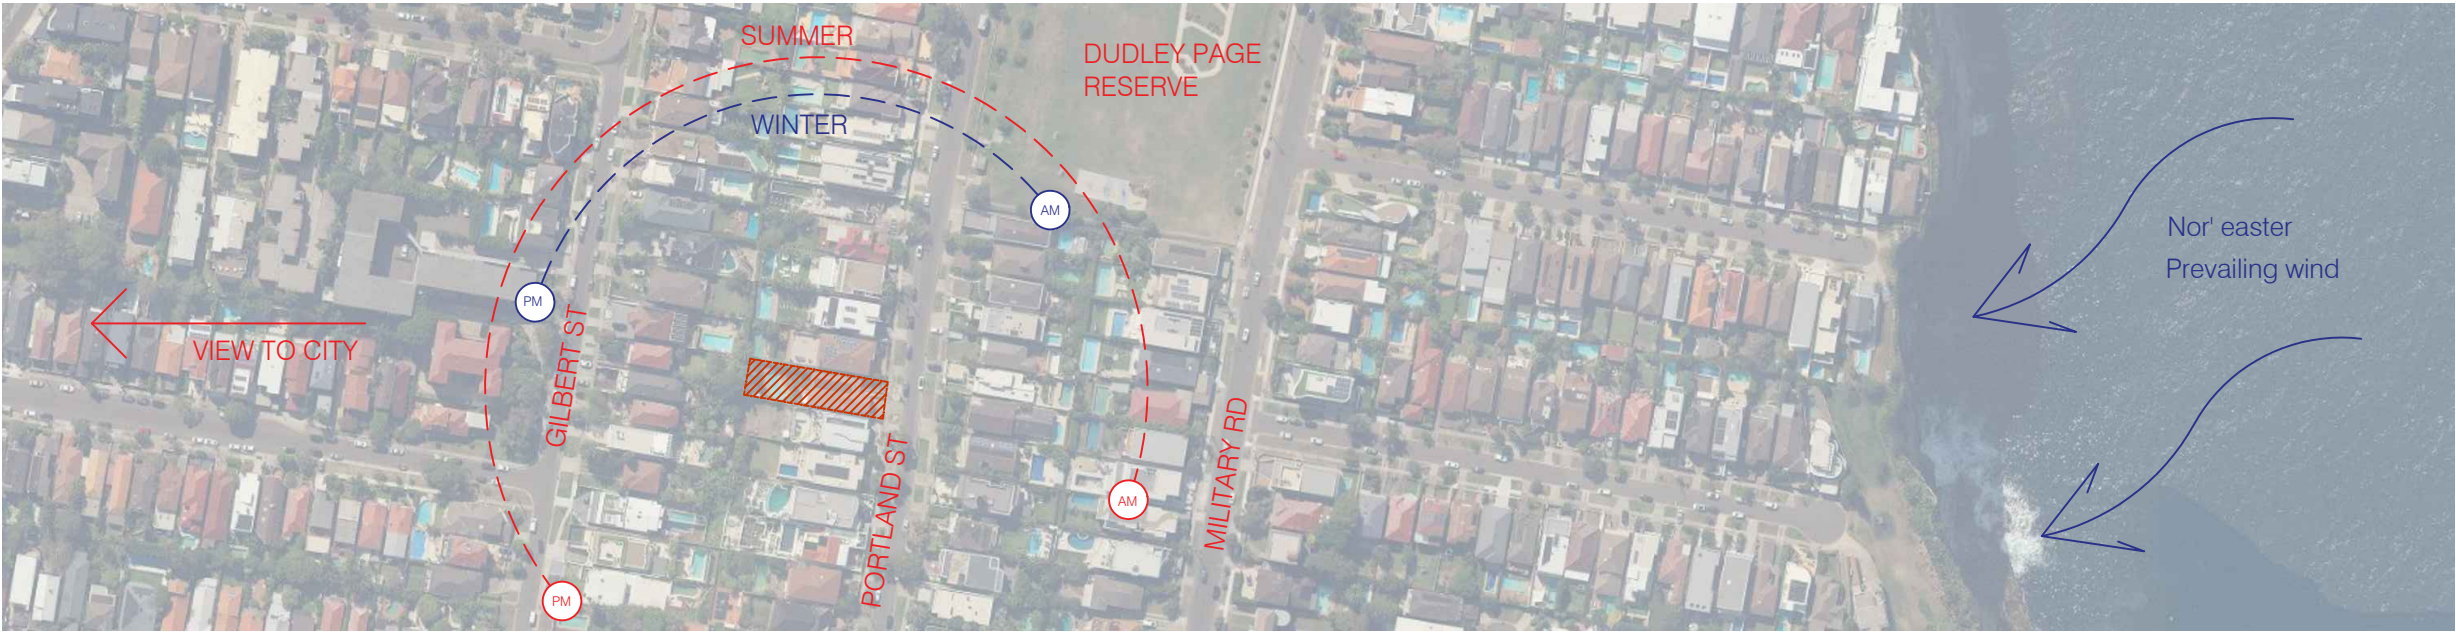 SUMMER
DUDLEY PAGE
RESERVE
WINTER
AM
Nor' easter
Prevailing wind
PM
VIEW TO CITY
GILBERT ST
MILITARY RD
PORTLAND ST
AM
PM